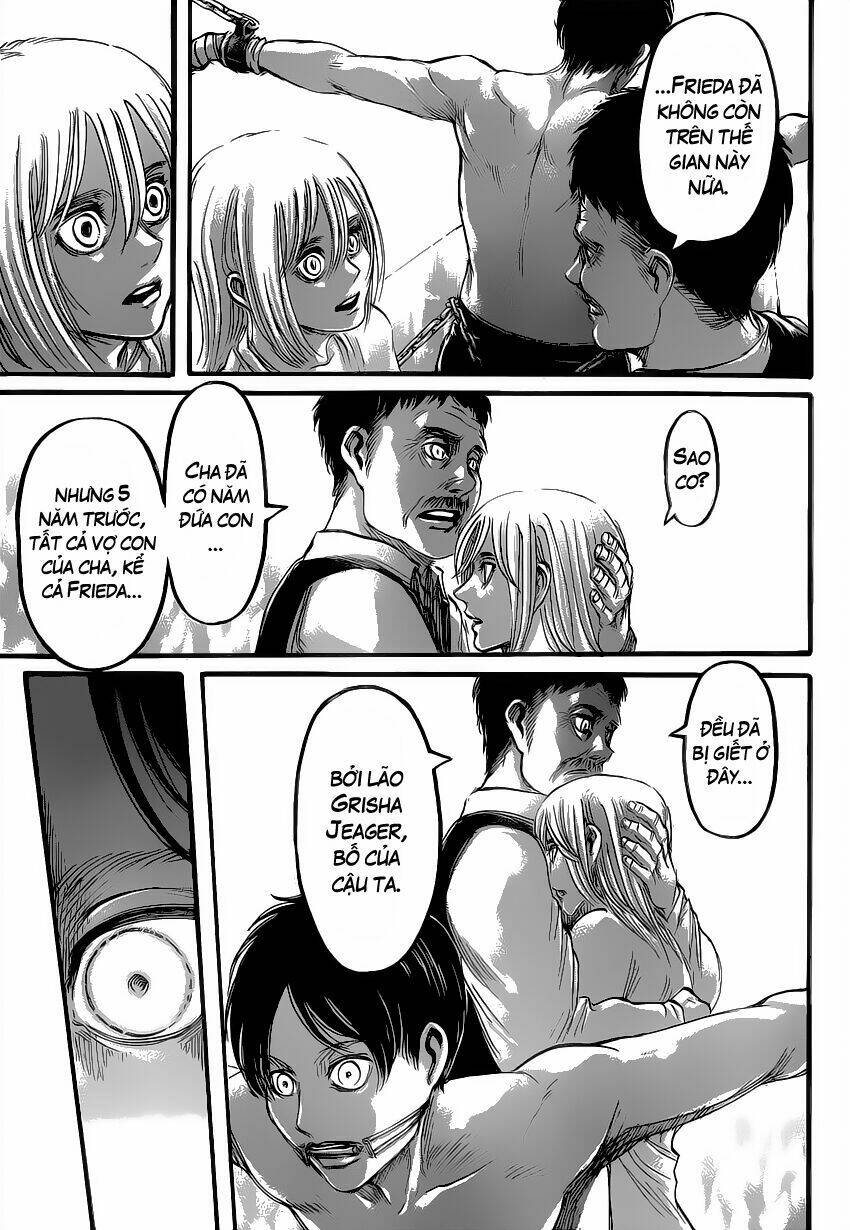 ...FRIEDA ĐÃ
KHÔNG CÒN
TRÊN THẾ
GIAN NÀY
NỮA.
SAO
CƠ?
CHA ĐÃ
CÓ NĂM
ĐỨA CON
...
NHƯNG 5
NĂM TRƯỚC,
TẤT CẢ VỢ CON
CỦA CHA, KỂ
CẢ FRIEDA...
ĐỀU ĐÃ
BỊ GIẾT Ở
ĐÂY...
BỞI LÃO
GRISHA
JEAGER,
BỐ CỦA
CẬU TA.